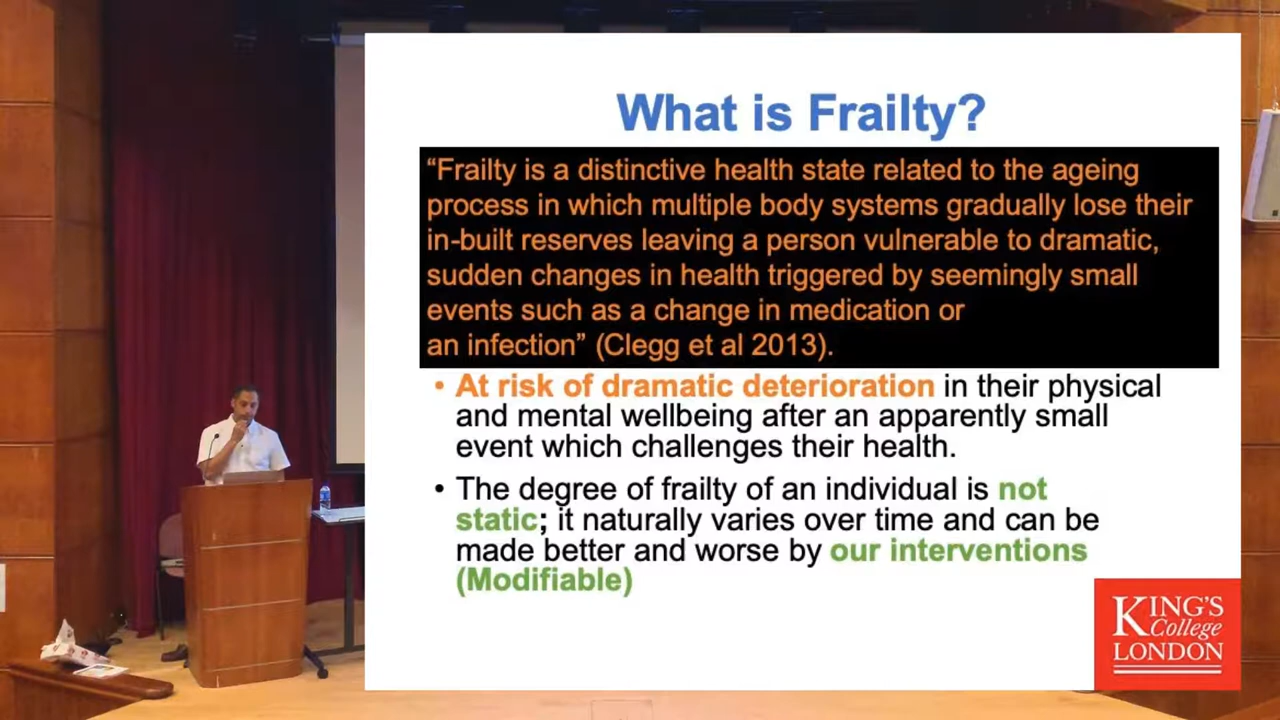 What is Frailty?
“Frailty is a distinctive health state related to the ageing
process in which multiple body systems gradually lose their
in-built reserves leaving a person vulnerable to dramatic,
sudden changes in health triggered by seemingly small
events such as a change in medication or
an infection” (Clegg et al 2013).
• At risk of dramatic deterioration in their physical
and mental wellbeing after an apparently small
event which challenges their health.
• The degree of frailty of an individual is not
static; it naturally varies over time and can be
made better and worse by our interventions
(Modifiable)
KING'S
College
LONDON